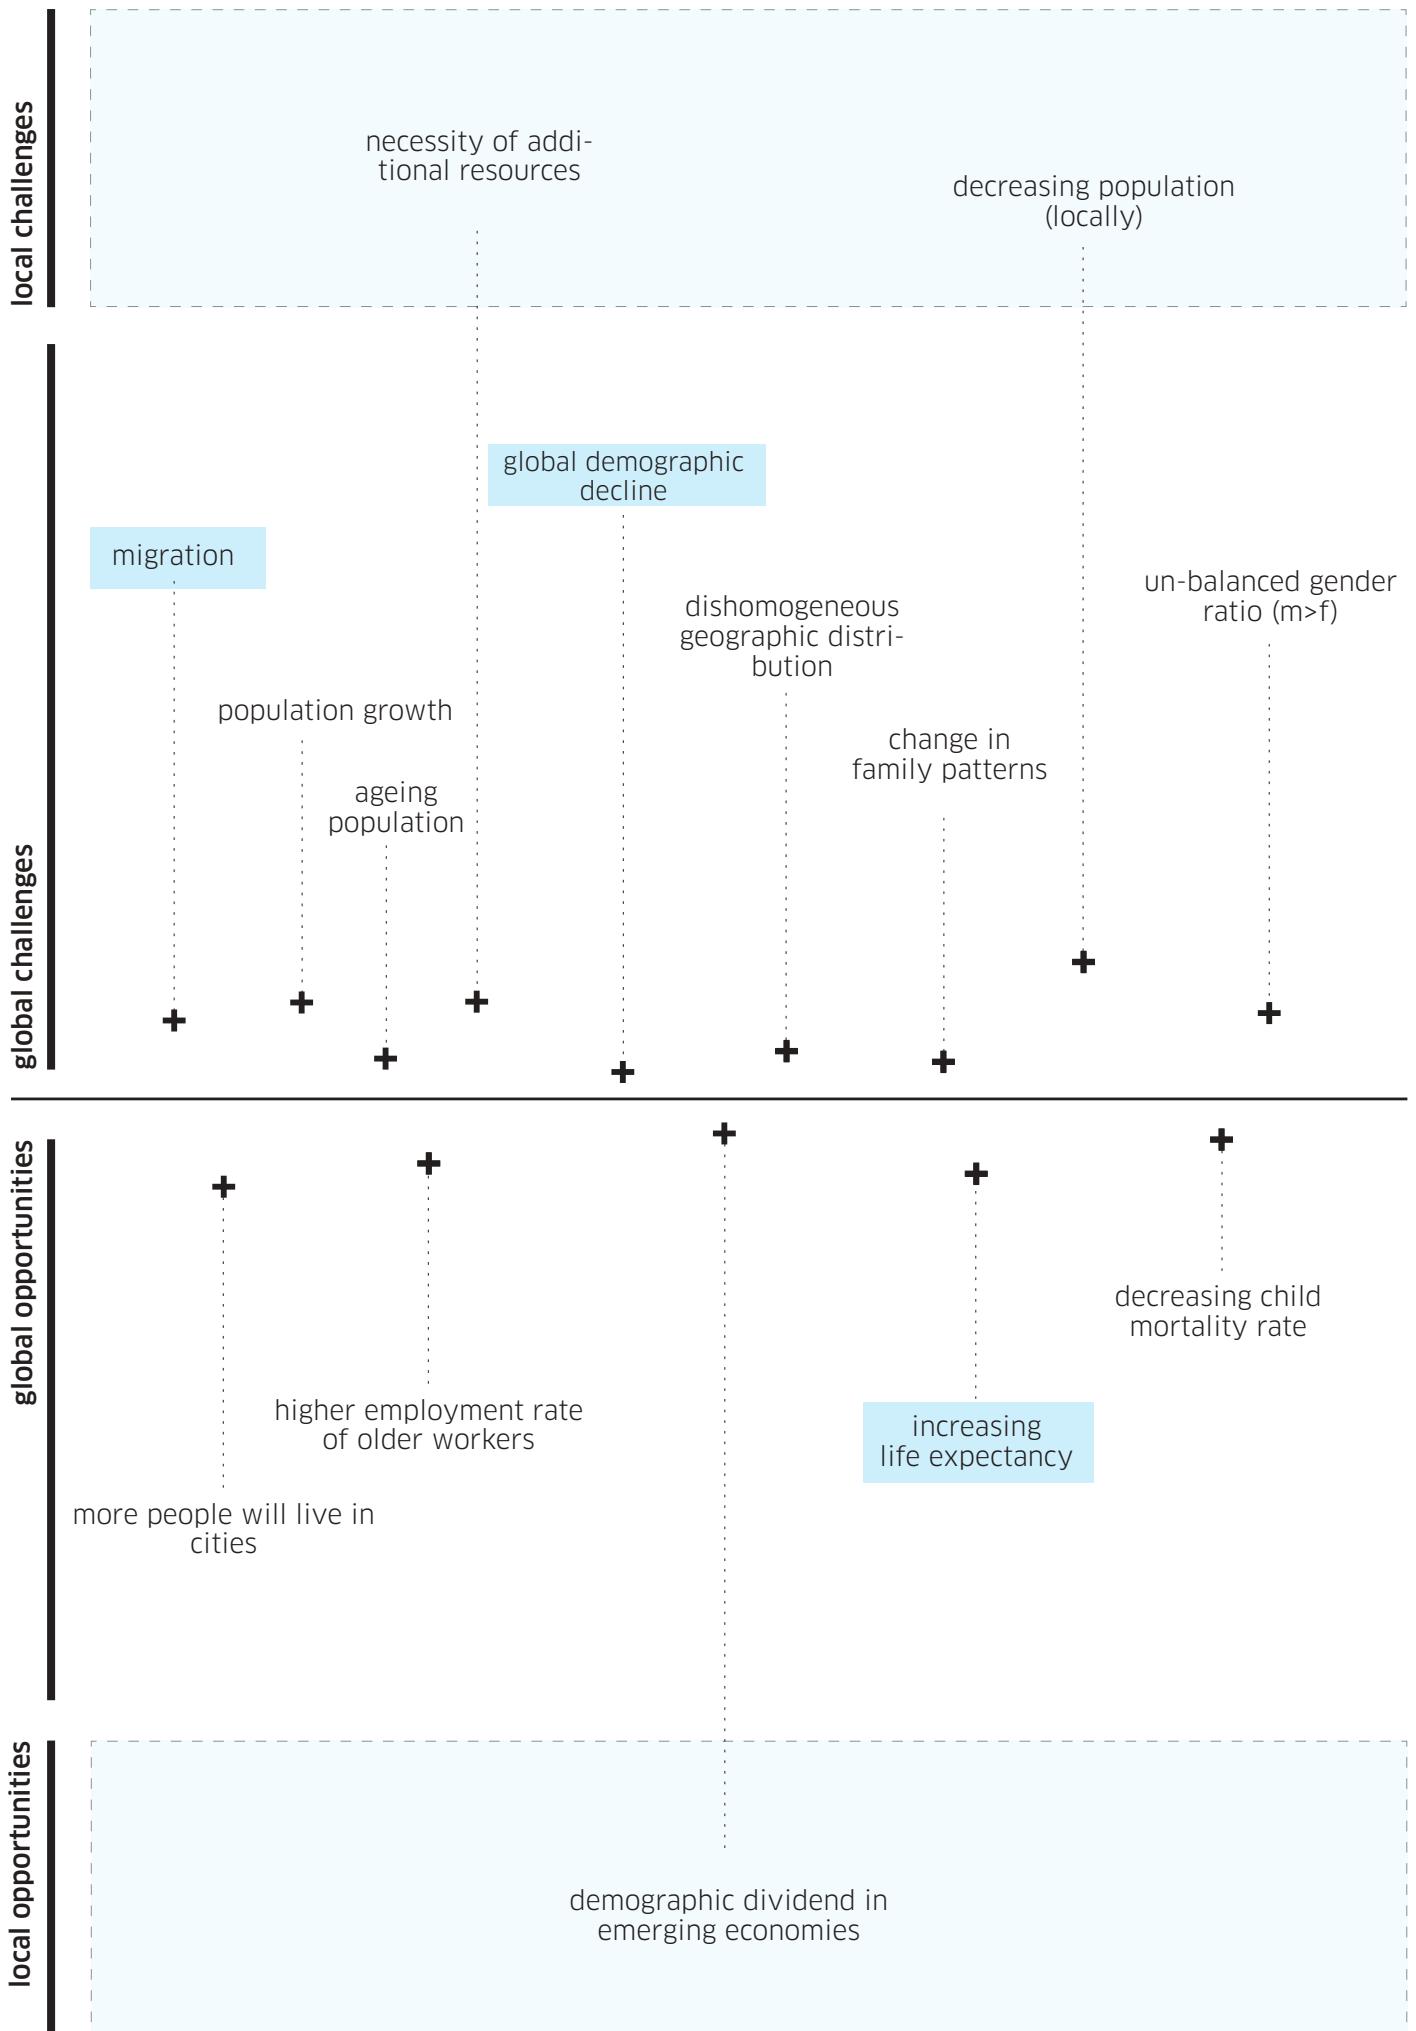 local challenges
necessity of addi-
tional resources
decreasing population
(locally)
global challenges
global demographic
decline
migration
un-balanced gender
ratio (m>f)
dishomogeneous
geographic distri-
bution
population growth
change in
family patterns
ageing
population
global opportunities
decreasing child
mortality rate
higher employment rate
of older workers
increasing
life expectancy
more people will live in
cities
local opportunities
demographic dividend in
emerging economies